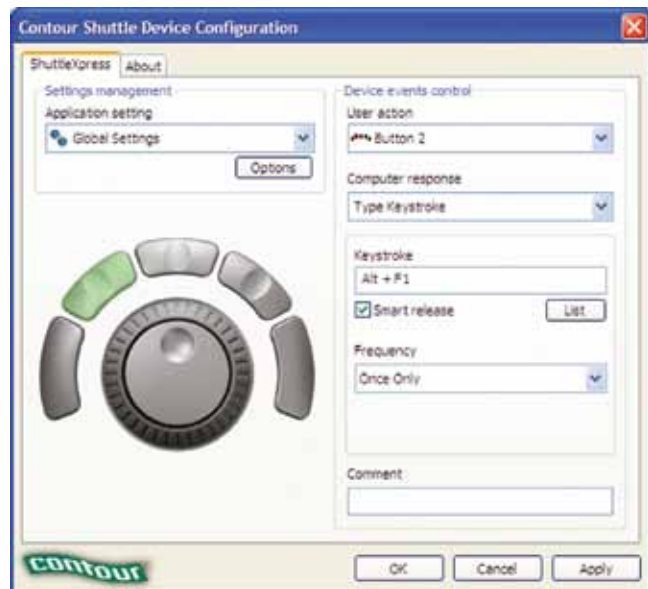 Contour Shuttle Device Configuration
ShuttleXpress
About
Settings management
Application setting
Global Settings
Options
Device events control
User action
Button 2
Computer response
Type Keystroke
Keystroke
Alt + F1
Smart release
List
Frequency
Once Only
Comment
contour
OK
Cancel
Apply